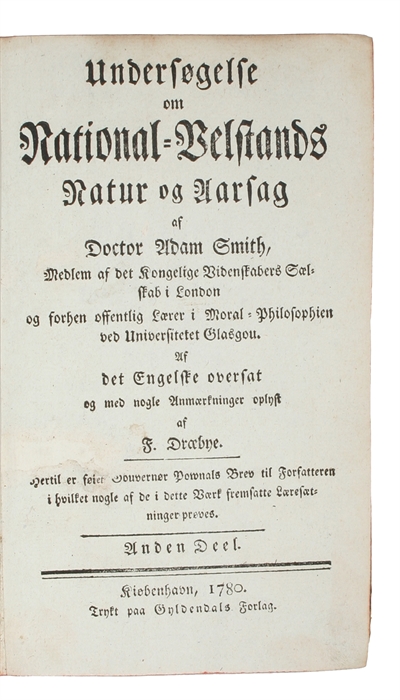 Undersøgelse
om
National-Velstands
Natur og Aarsag
af
Doctor Adam Smith,
Medlem af det Kongelige Videnskabers Sæl-
skab i London
og forhen offentlig Lærer i Moral-Philosophien
ved Universitetet Glasgou.
Af
det Engelske oversat
og med nogle Anmærkninger oplyst
af
F. Dræbye.
Hertil er føiet Gouvernør Pownals Brev til Forfatteren
i hvilket nogle af de i dette Værk fremsatte Læresæt-
ninger prøves.
Anden Deel.
Kiøbenhavn, 1780.
Trykt paa Gyldendals Forlag.